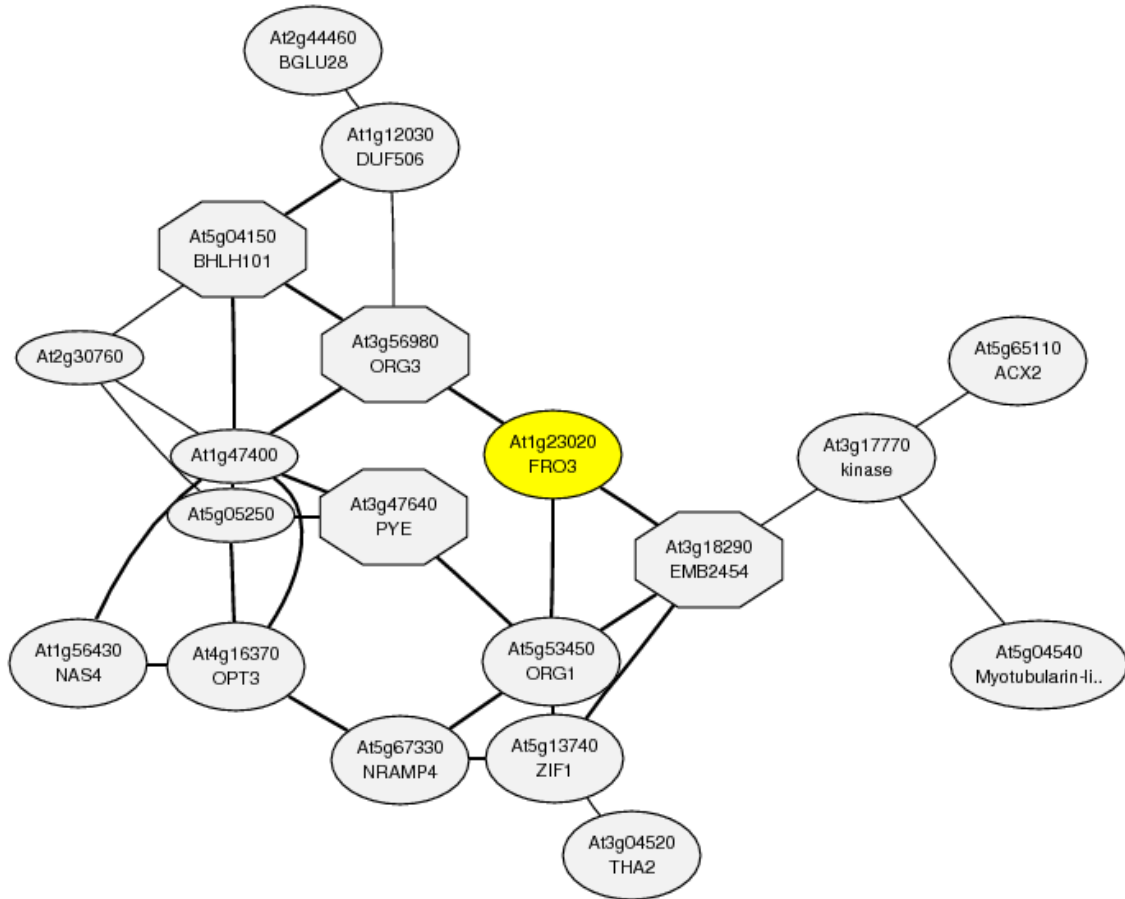 At2g44460
BGLU28
At1g12030
DUF506
At5g04150
BHLH101
At3g56980
ORG3
At2g30760
At5g65110
ACX2
At1g23020
FRO3
At3g17770
kinase
At1g47400
At3g47640
PYE
At5g05250
At3g18290
EMB2454
At1g56430
NAS4
At4g16370
OPT3
At5g53450
ORG1
At5g04540
Myotubularin-li..
At5g67330
NRAMP4
At5g13740
ZIF1
At3g04520
THA2